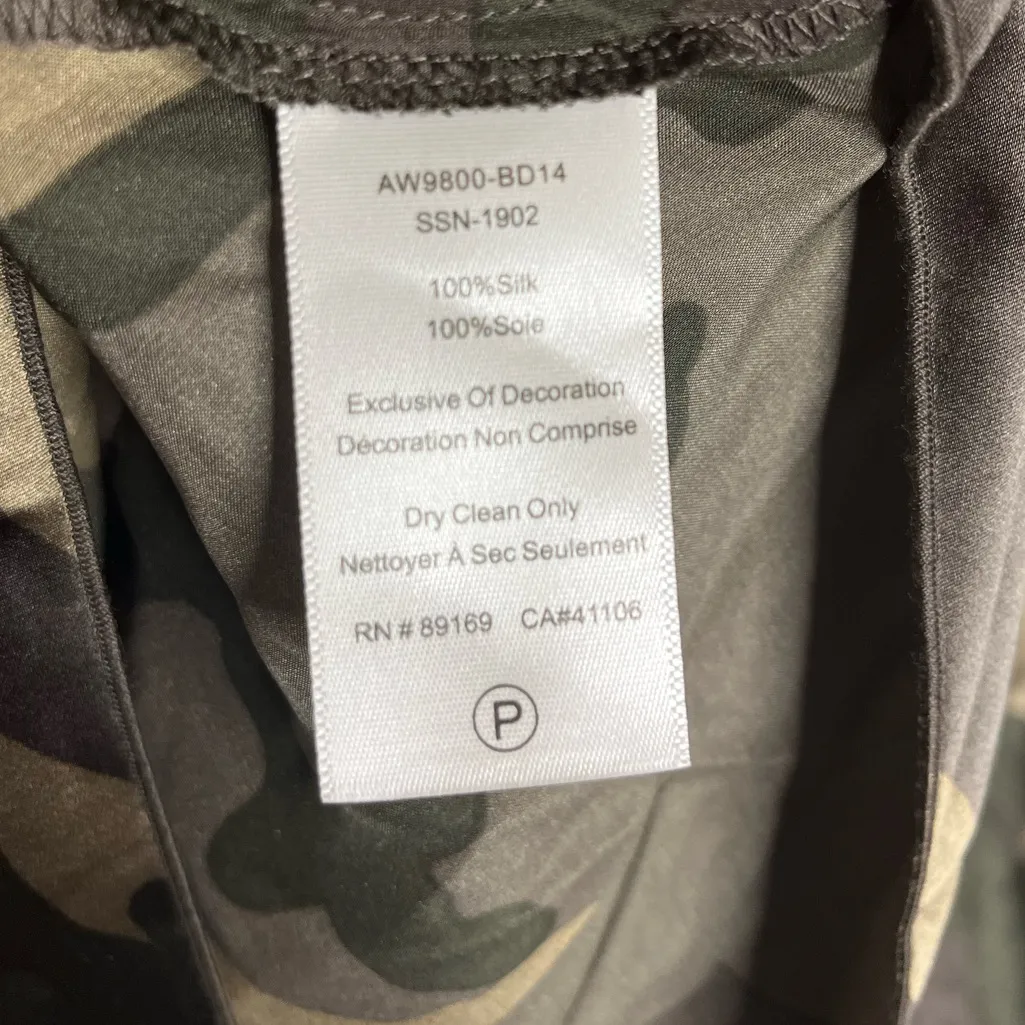 AW9800-BD14
SSN-1902
100%Silk
100%Soie
Exclusive Of Decoration
Décoration Non Comprise
Dry Clean Only
Nettoyer À Sec Seulement
RN # 89169 CA#41106
P